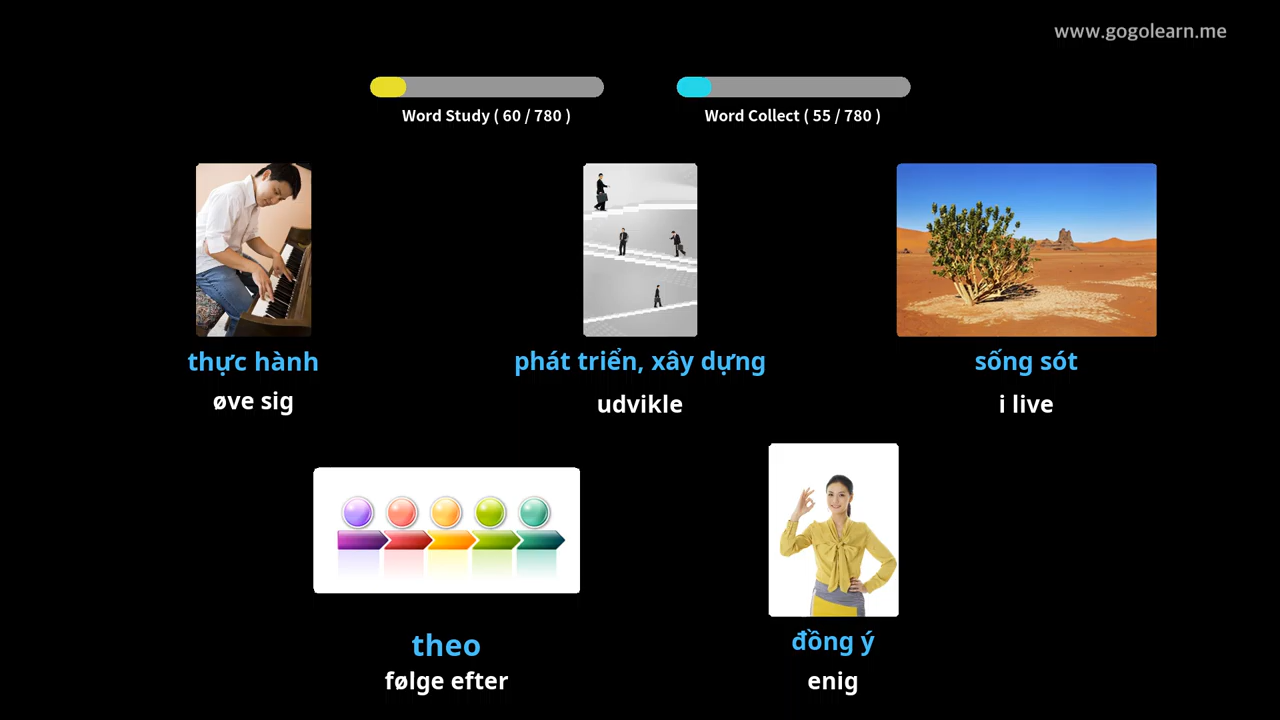 www.gogolearn.me
Word Study ( 60 / 780 )
Word Collect ( 55 / 780 )
thực hành
øve sig
phát triển, xây dựng
udvikle
sống sót
i live
theo
følge efter
đồng ý
enig